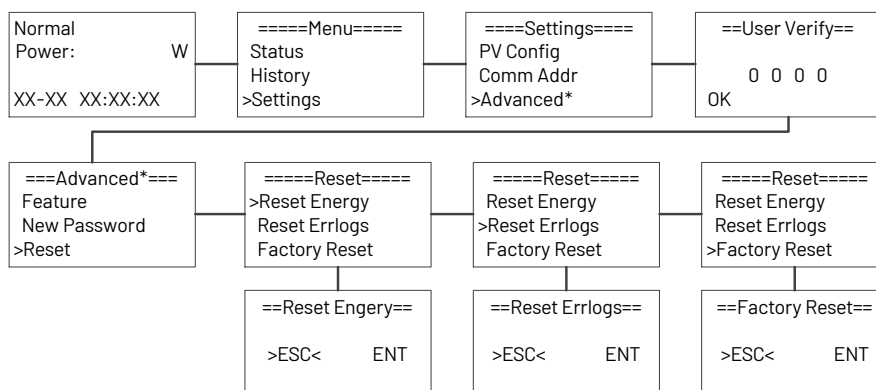 Normal
Power: W
XX-XX XX:XX:XX
=====Menu=====
Status
History
>Settings
====Settings====
PV Config
Comm Addr
>Advanced*
==User Verify==
0 0 0 0
OK
===Advanced*===
Feature
New Password
>Reset
=====Reset=====
>Reset Energy
Reset Errlogs
Factory Reset
=====Reset=====
Reset Energy
>Reset Errlogs
Factory Reset
=====Reset=====
Reset Energy
Reset Errlogs
>Factory Reset
==Reset Engery==
>ESC< ENT
==Reset Errlogs==
>ESC< ENT
==Factory Reset==
>ESC< ENT